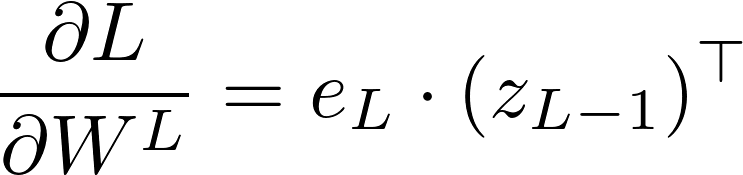 ∂L/∂W^L = e_L · (z_{L−1})^⊤